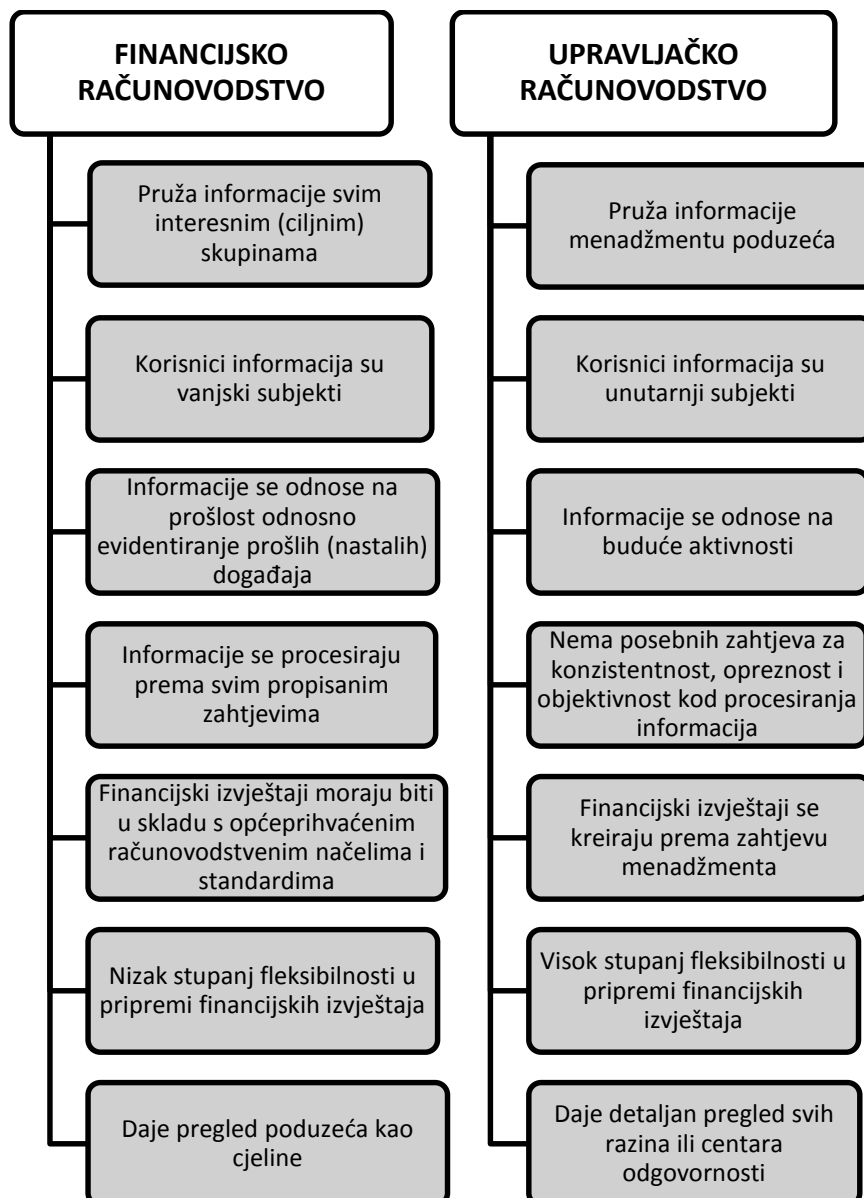 FINANCIJSKO
RAČUNOVODSTVO
Pruža informacije svim
interesnim (ciljnim)
skupinama
Korisnici informacija su
vanjski subjekti
Informacije se odnose na
prošlost odnosno
evidentiranje prošlih (nastalih)
događaja
Informacije se procesiraju
prema svim propisanim
zahtjevima
Financijski izvještaji moraju biti
u skladu s općeprihvaćenim
računovodstvenim načelima i
standardima
Nizak stupanj fleksibilnosti u
pripremi financijskih izvještaja
Daje pregled poduzeća kao
cjeline
UPRAVLJAČKO
RAČUNOVODSTVO
Pruža informacije
menadžmentu poduzeća
Korisnici informacija su
unutarnji subjekti
Informacije se odnose na
buduće aktivnosti
Nema posebnih zahtjeva za
konzistentnost, opreznost i
objektivnost kod procesiranja
informacija
Financijski izvještaji se
kreiraju prema zahtjevu
menadžmenta
Visok stupanj fleksibilnosti u
pripremi financijskih
izvještaja
Daje detaljan pregled svih
razina ili centara
odgovornosti